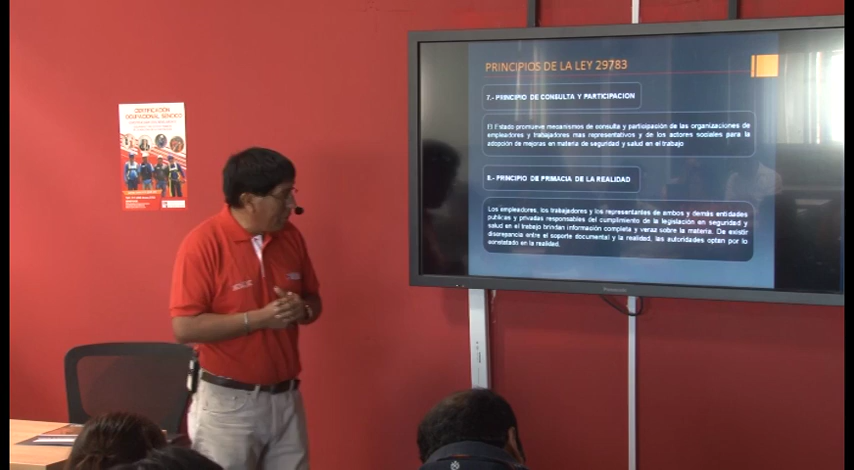 CERTIFICACIÓN
OCUPACIONAL SENCICO
PRINCIPIOS DE LA LEY 29783
7.- PRINCIPIO DE CONSULTA Y PARTICIPACION
El Estado promueve mecanismos de consulta y participación de las organizaciones de
empleadores y trabajadores mas representativos y de los actores sociales para la
adopción de mejoras en materia de seguridad y salud en el trabajo
8.- PRINCIPIO DE PRIMACIA DE LA REALIDAD
Los empleadores, los trabajadores y los representantes de ambos y demás entidades
publicas y privadas responsables del cumplimiento de la legislación en seguridad y
salud en el trabajo brindan información completa y veraz sobre la materia. De existir
discrepancia entre el soporte documental y la realidad, las autoridades optan por lo
constatado en la realidad.
Panasonic